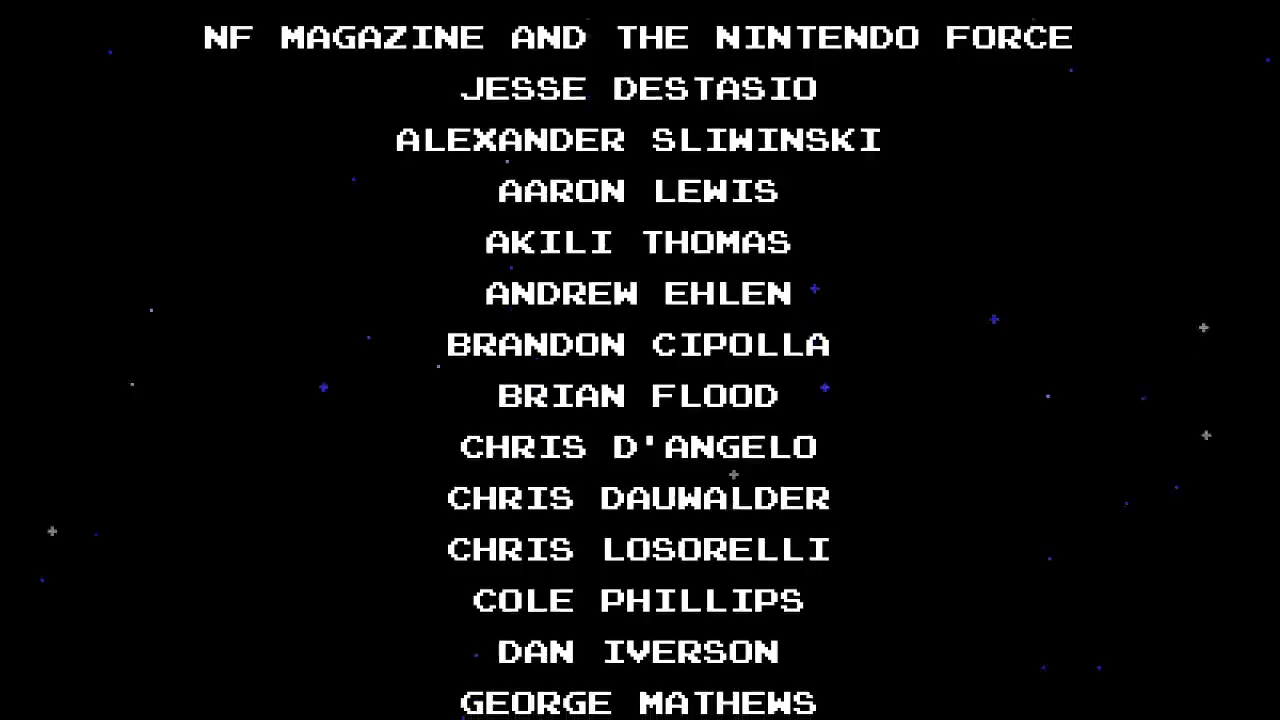 NF MAGAZINE AND THE NINTENDO FORCE
JESSE DESTASIO
ALEXANDER SLIWINSKI
AARON LEWIS
AKILI THOMAS
ANDREW EHLEN
BRANDON CIPOLLA
BRIAN FLOOD
CHRIS D'ANGELO
CHRIS DAUWALDER
CHRIS LOSORELLI
COLE PHILLIPS
DAN IVERSON
GEORGE MATHEWS